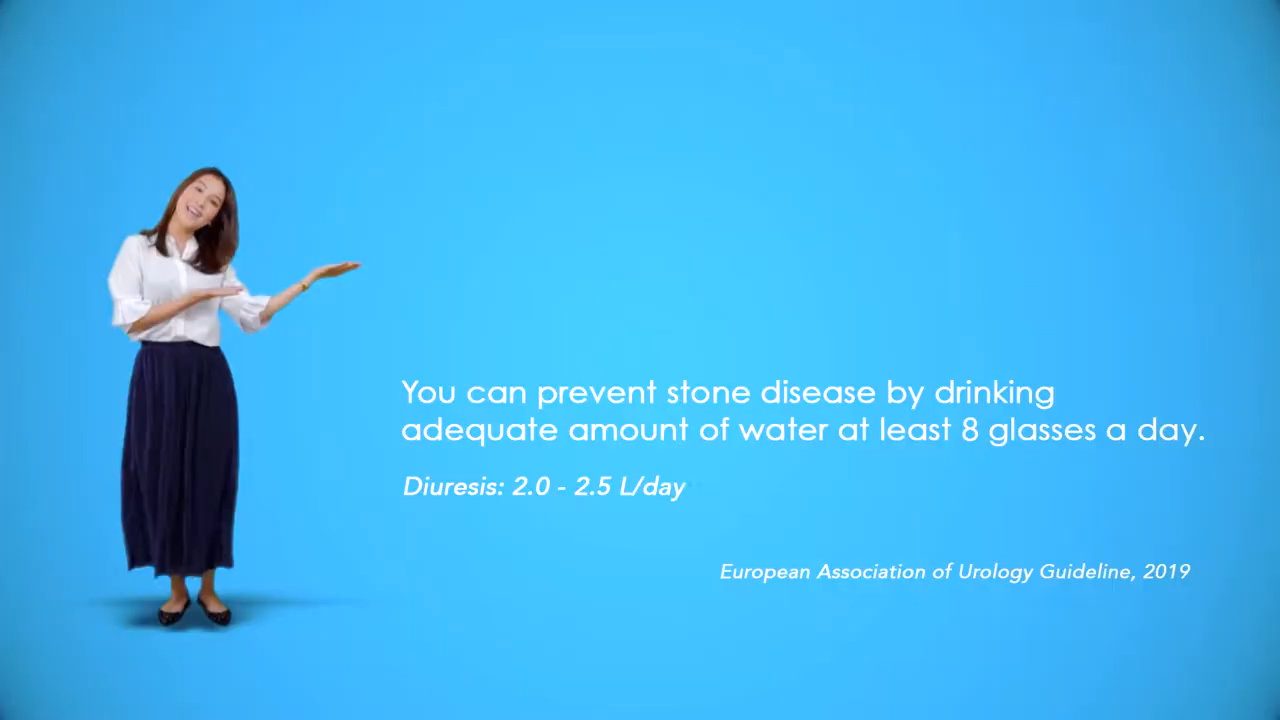 You can prevent stone disease by drinking
adequate amount of water at least 8 glasses a day.
Diuresis: 2.0 - 2.5 L/day
European Association of Urology Guideline, 2019